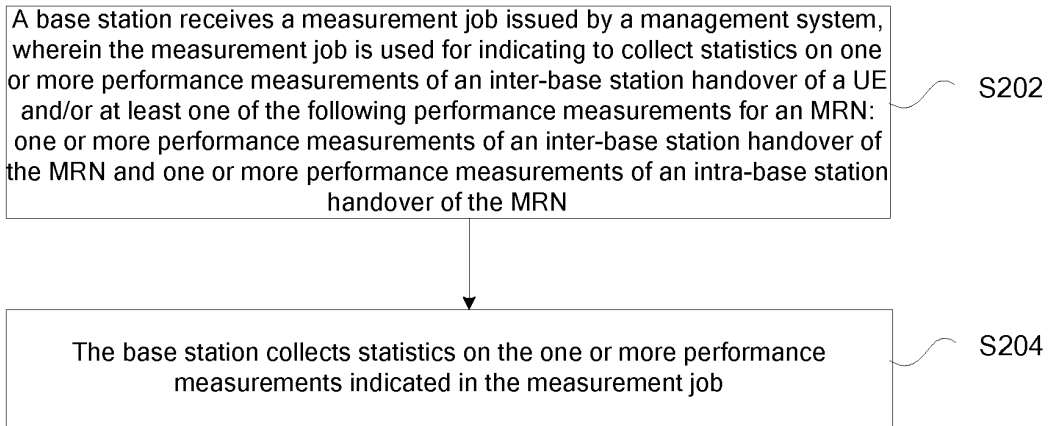 A base station receives a measurement job issued by a management system,
wherein the measurement job is used for indicating to collect statistics on one
or more performance measurements of an inter-base station handover of a UE
and/or at least one of the following performance measurements for an MRN:
one or more performance measurements of an inter-base station handover of
the MRN and one or more performance measurements of an intra-base station
handover of the MRN
S202
The base station collects statistics on the one or more performance
measurements indicated in the measurement job
S204